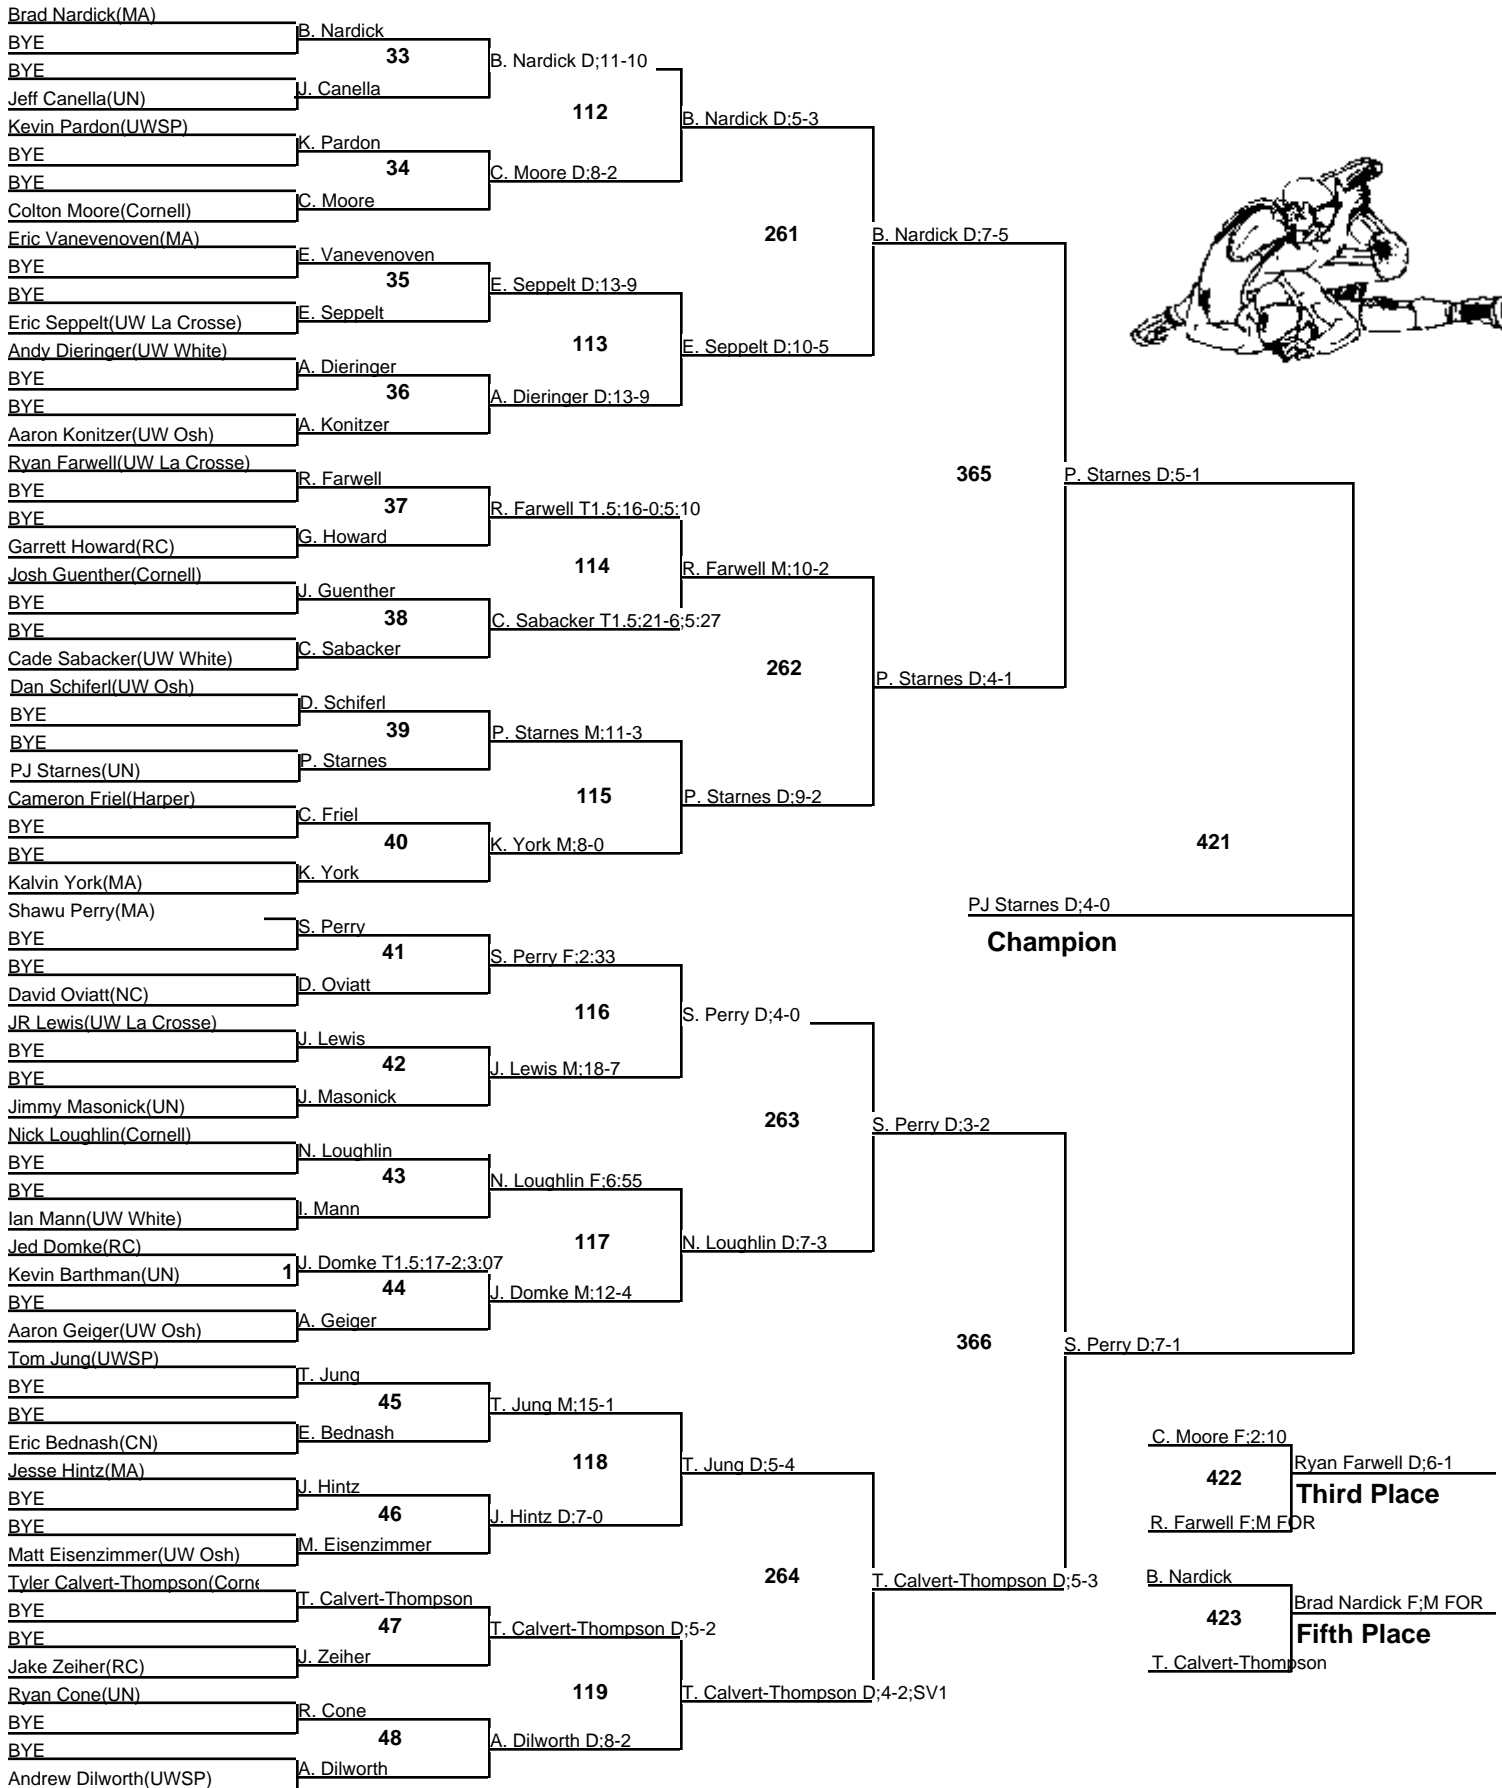 Brad Nardick(MA)
BYE
BYE
Jeff Canella(UN)
Kevin Pardon(UWSP)
BYE
BYE
Colton Moore(Cornell)
Eric Vanevenoven(MA)
BYE
BYE
Eric Seppelt(UW La Crosse)
Andy Dieringer(UW White)
BYE
BYE
Aaron Konitzer(UW Osh)
Ryan Farwell(UW La Crosse)
BYE
BYE
Garrett Howard(RC)
Josh Guenther(Cornell)
BYE
BYE
Cade Sabacker(UW White)
Dan Schiferl(UW Osh)
BYE
BYE
PJ Starnes(UN)
Cameron Friel(Harper)
BYE
BYE
Kalvin York(MA)
Shawu Perry(MA)
BYE
BYE
David Oviatt(NC)
JR Lewis(UW La Crosse)
BYE
BYE
Jimmy Masonick(UN)
Nick Loughlin(Cornell)
BYE
BYE
Ian Mann(UW White)
Jed Domke(RC)
Kevin Barthman(UN)
1
BYE
Aaron Geiger(UW Osh)
Tom Jung(UWSP)
BYE
BYE
Eric Bednash(CN)
Jesse Hintz(MA)
BYE
BYE
Matt Eisenzimmer(UW Osh)
Tyler Calvert-Thompson(Corne
BYE
BYE
Jake Zeiher(RC)
Ryan Cone(UN)
BYE
BYE
Andrew Dilworth(UWSP)
B. Nardick
33
J. Canella
K. Pardon
34
C. Moore
E. Vanevenoven
35
E. Seppelt
A. Dieringer
36
A. Konitzer
R. Farwell
37
G. Howard
J. Guenther
38
C. Sabacker
D. Schiferl
39
P. Starnes
C. Friel
40
K. York
S. Perry
41
D. Oviatt
J. Lewis
42
J. Masonick
N. Loughlin
43
I. Mann
J. Domke T1.5;17-2;3:07
44
A. Geiger
T. Jung
45
E. Bednash
J. Hintz
46
M. Eisenzimmer
T. Calvert-Thompson
47
J. Zeiher
R. Cone
48
A. Dilworth
B. Nardick D;11-10
112
C. Moore D;8-2
E. Seppelt D;13-9
113
A. Dieringer D;13-9
R. Farwell T1.5;16-0;5:10
114
C. Sabacker T1.5;21-6;5:27
P. Starnes M;11-3
115
K. York M;8-0
S. Perry F;2:33
116
J. Lewis M;18-7
N. Loughlin F;6:55
117
J. Domke M;12-4
T. Jung M;15-1
118
J. Hintz D;7-0
T. Calvert-Thompson D;5-2
119
A. Dilworth D;8-2
B. Nardick D;5-3
261
E. Seppelt D;10-5
R. Farwell M;10-2
262
P. Starnes D;9-2
S. Perry D;4-0
263
N. Loughlin D;7-3
T. Jung D;5-4
264
T. Calvert-Thompson D;4-2;SV1
B. Nardick D;7-5
365
P. Starnes D;4-1
S. Perry D;3-2
366
T. Calvert-Thompson D;5-3
P. Starnes D;5-1
421
S. Perry D;7-1
PJ Starnes D;4-0
Champion
C. Moore F;2:10
422
R. Farwell F;M FOR
Ryan Farwell D;6-1
Third Place
B. Nardick
423
T. Calvert-Thompson
Brad Nardick F;M FOR
Fifth Place